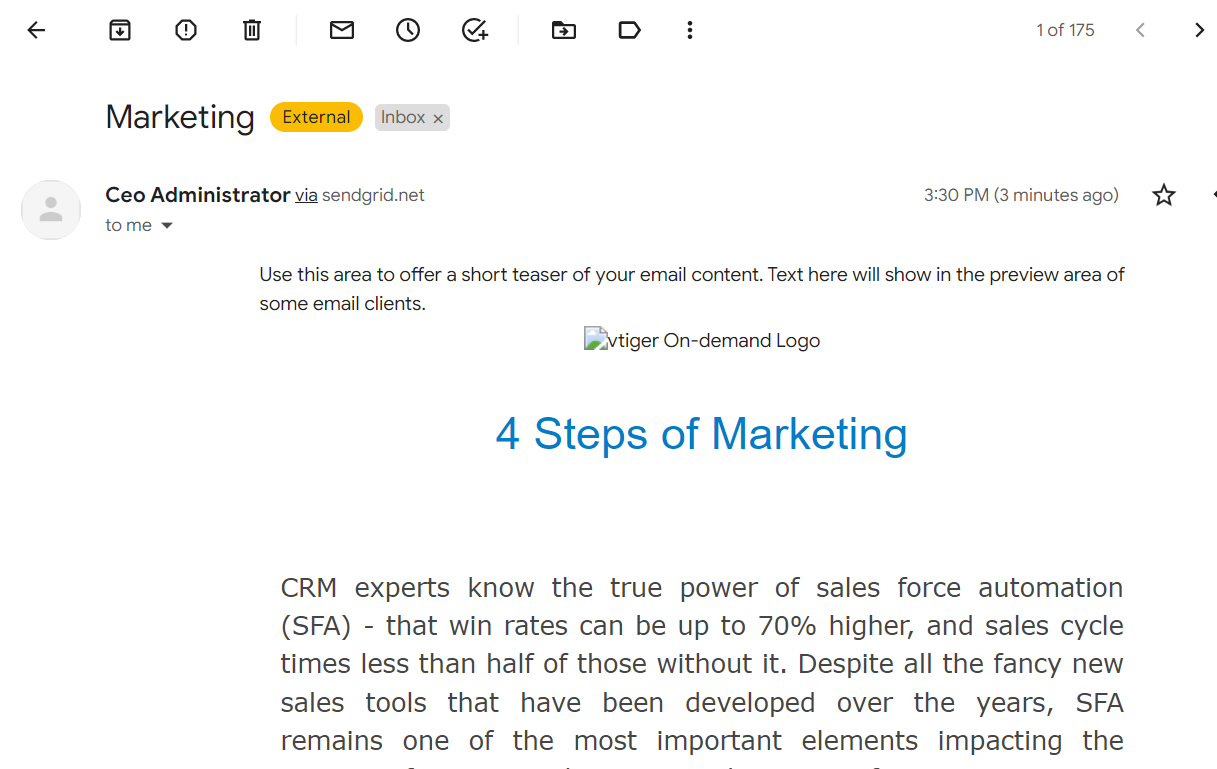 1 of 175
Marketing External Inbox ×
Ceo Administrator via sendgrid.net 3:30 PM (3 minutes ago)
to me
Use this area to offer a short teaser of your email content. Text here will show in the preview area of
some email clients.
vtiger On-demand Logo
4 Steps of Marketing
CRM experts know the true power of sales force automation
(SFA) - that win rates can be up to 70% higher, and sales cycle
times less than half of those without it. Despite all the fancy new
sales tools that have been developed over the years, SFA
remains one of the most important elements impacting the